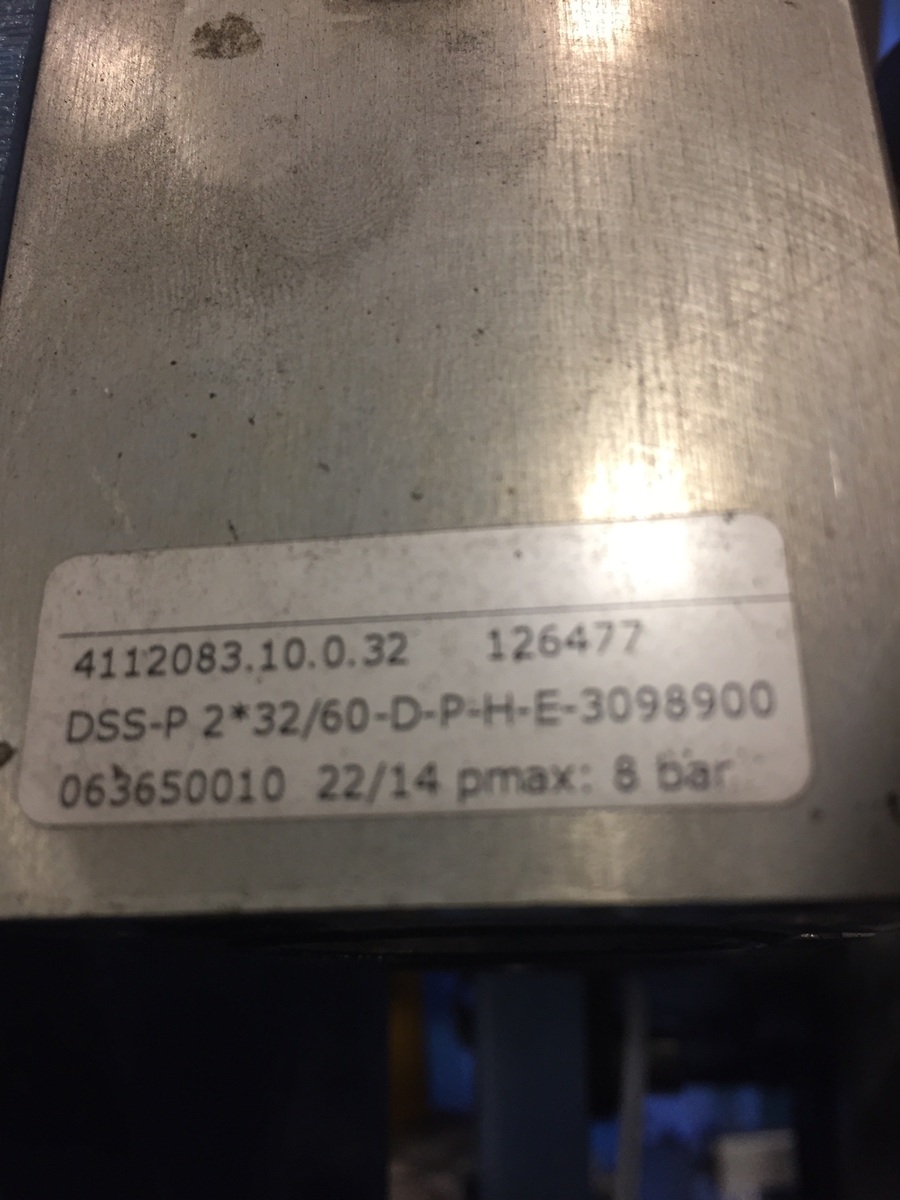 4112083.10.0.32 126477
DSS-P 2*32/60-D-P-H-E-3098900
063650010 22/14 pmax: 8 bar